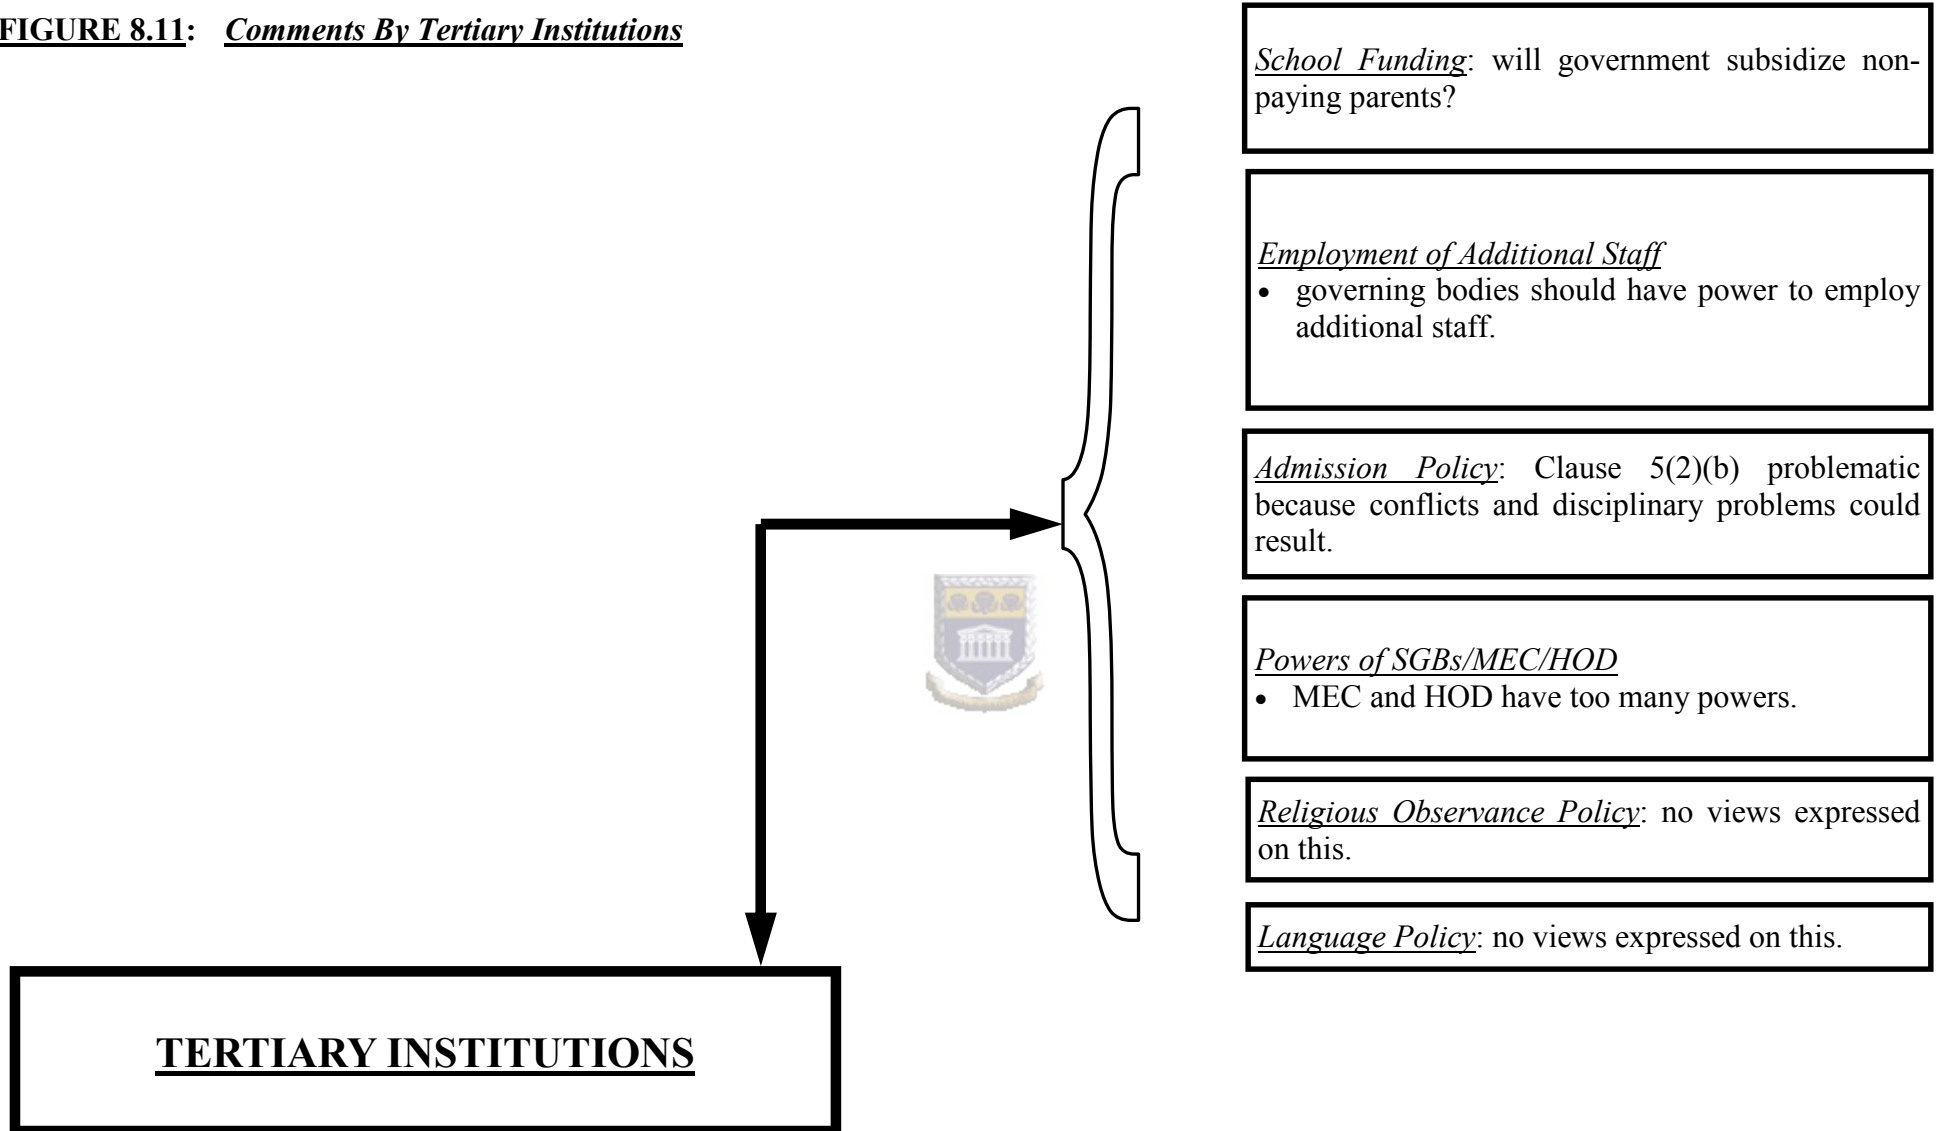 FIGURE 8.11: Comments By Tertiary Institutions
School Funding: will government subsidize non-
paying parents?
Employment of Additional Staff
• governing bodies should have power to employ
additional staff.
Admission Policy: Clause 5(2)(b) problematic
because conflicts and disciplinary problems could
result.
Powers of SGBs/MEC/HOD
• MEC and HOD have too many powers.
Religious Observance Policy: no views expressed
on this.
Language Policy: no views expressed on this.
TERTIARY INSTITUTIONS